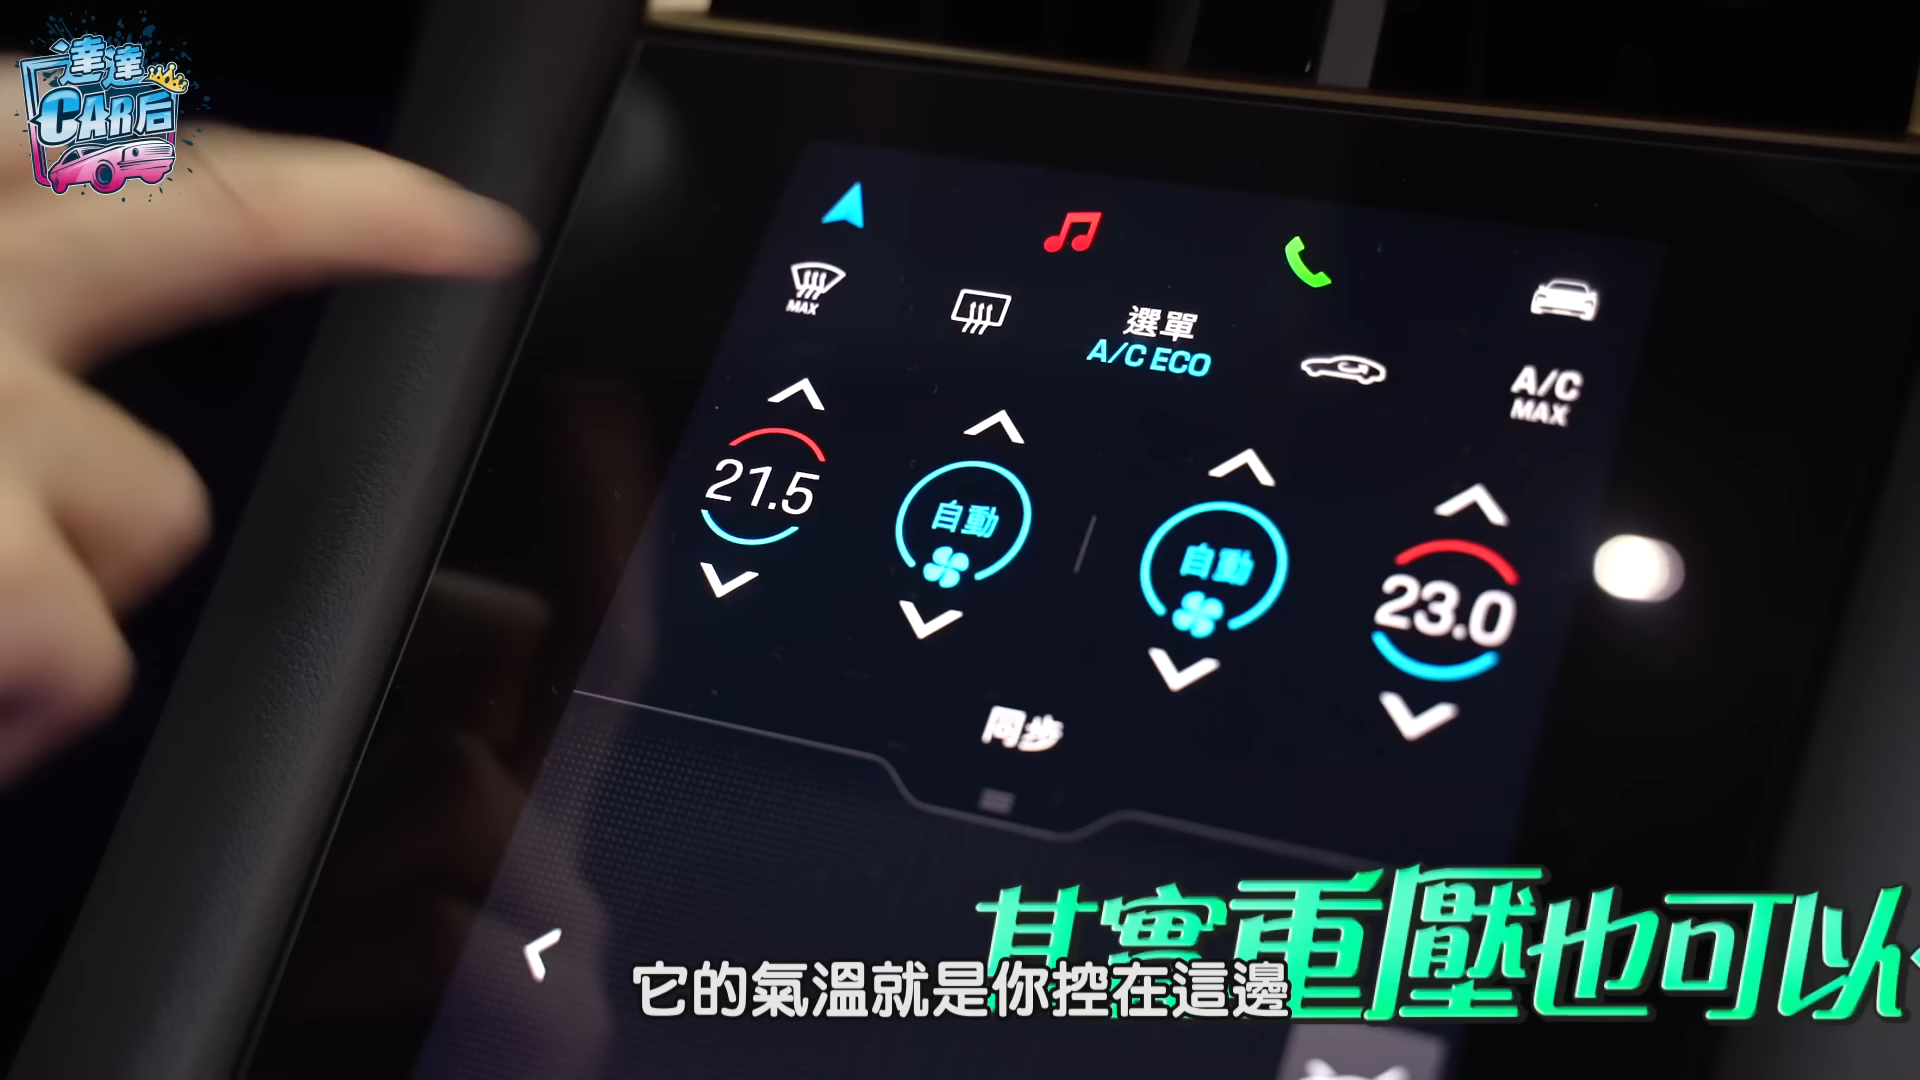 達達
CAR后
MAX
選單
A/C ECO
A/C
MAX
21.5
自動
自動
23.0
同步
其實重壓也可以
它的氣溫就是你控在這邊